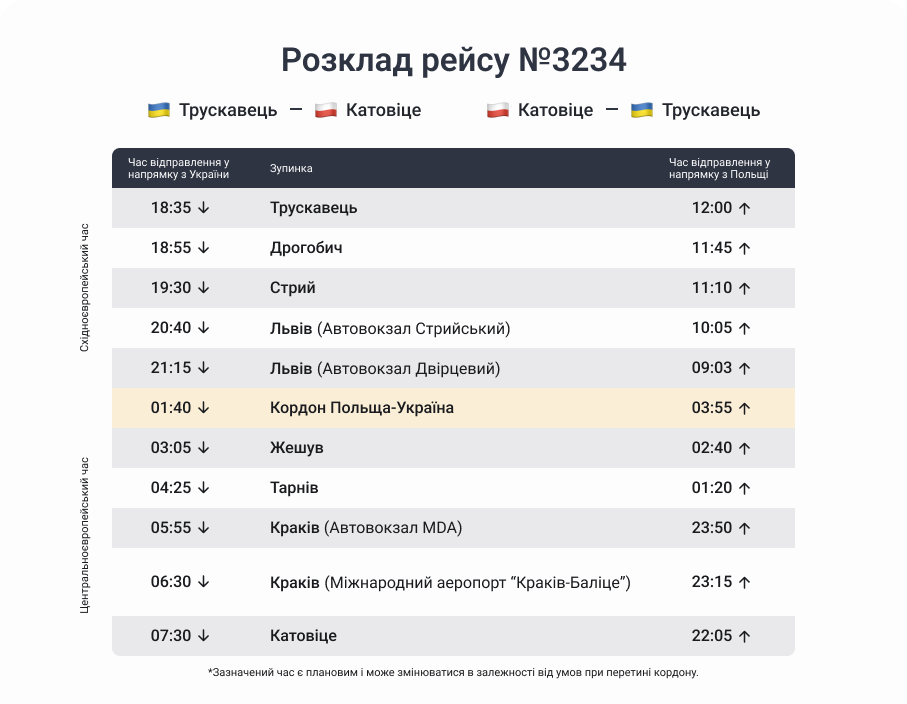 Розклад рейсу №3234
Трускавець — Катовіце
Катовіце — Трускавець
Час відправлення у напрямку з України
Зупинка
Час відправлення у напрямку з Польщі
Східноєвропейський час
18:35 ↓ Трускавець 12:00 ↑
18:55 ↓ Дрогобич 11:45 ↑
19:30 ↓ Стрий 11:10 ↑
20:40 ↓ Львів (Автовокзал Стрийський) 10:05 ↑
21:15 ↓ Львів (Автовокзал Двірцевий) 09:03 ↑
01:40 ↓ Кордон Польща-Україна 03:55 ↑
Центральноєвропейський час
03:05 ↓ Жешув 02:40 ↑
04:25 ↓ Тарнів 01:20 ↑
05:55 ↓ Краків (Автовокзал MDA) 23:50 ↑
06:30 ↓ Краків (Міжнародний аеропорт “Краків-Баліце”) 23:15 ↑
07:30 ↓ Катовіце 22:05 ↑
*Зазначений час є плановим і може змінюватися в залежності від умов при перетині кордону.